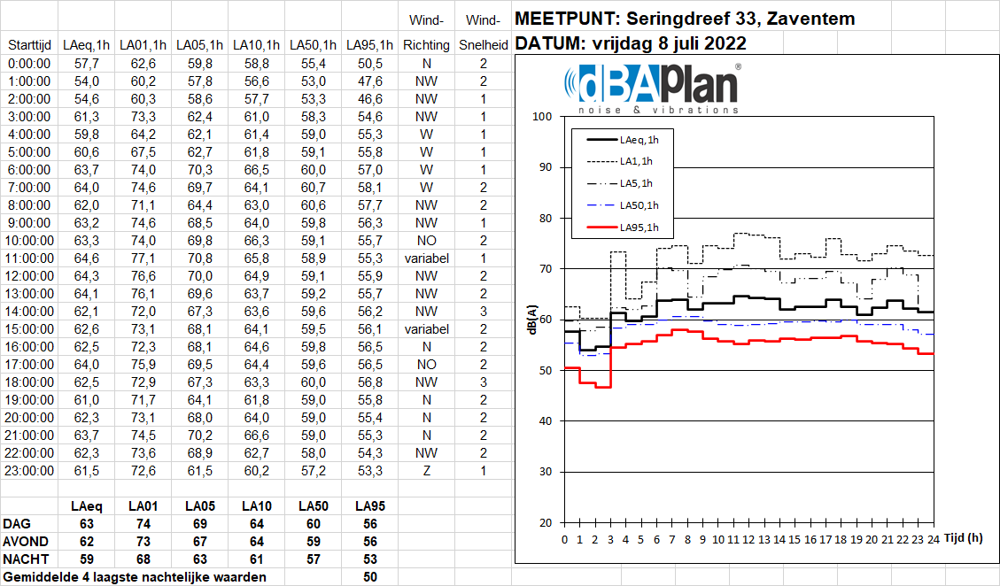 Wind- Wind- MEETPUNT: Seringdreef 33, Zaventem
Starttijd LAeq,1h LA01,1h LA05,1h LA10,1h LA50,1h LA95,1h Richting Snelheid DATUM: vrijdag 8 juli 2022
0:00:00 57,7 62,6 59,8 58,8 55,4 50,5 N 2
1:00:00 54,0 60,2 57,8 56,6 53,0 47,6 NW 2
2:00:00 54,6 60,3 58,6 57,7 53,3 46,6 NW 1
3:00:00 61,3 73,3 62,4 61,0 58,3 54,6 NW 1
4:00:00 59,8 64,2 62,1 61,4 59,0 55,3 W 1
5:00:00 60,6 67,5 62,7 61,8 59,1 55,8 W 1
6:00:00 63,7 74,0 70,3 66,5 60,0 57,0 W 1
7:00:00 64,0 74,6 69,7 64,1 60,7 58,1 W 2
8:00:00 62,0 71,1 64,4 63,0 60,6 57,7 NW 2
9:00:00 63,2 74,6 68,5 64,0 59,8 56,3 NW 1
10:00:00 63,3 74,0 69,8 66,3 59,1 55,7 NO 2
11:00:00 64,6 77,1 70,8 65,8 58,9 55,3 variabel 1
12:00:00 64,3 76,6 70,0 64,9 59,1 55,9 NW 2
13:00:00 64,1 76,1 69,6 63,7 59,2 55,7 NW 2
14:00:00 62,1 72,0 67,3 63,6 59,6 56,2 NW 3
15:00:00 62,6 73,1 68,1 64,1 59,5 56,1 variabel 2
16:00:00 62,5 72,3 68,1 64,6 59,8 56,5 N 2
17:00:00 64,0 75,9 69,5 64,4 59,6 56,5 NO 2
18:00:00 62,5 72,9 67,3 63,3 60,0 56,8 NW 3
19:00:00 61,0 71,7 64,1 61,8 59,0 55,8 N 2
20:00:00 62,3 73,1 68,0 64,0 59,0 55,4 N 2
21:00:00 63,7 74,5 70,2 66,6 59,0 55,3 N 2
22:00:00 62,3 73,6 68,9 62,7 58,0 54,3 NW 2
23:00:00 61,5 72,6 61,5 60,2 57,2 53,3 Z 1
LAeq LA01 LA05 LA10 LA50 LA95
DAG 63 74 69 64 60 56
AVOND 62 73 67 64 59 56
NACHT 59 68 63 61 57 53
Gemiddelde 4 laagste nachtelijke waarden 50
dBAPlan®
noise & vibrations
100
90
80
70
60
50
40
30
20
dB(A)
LAeq,1h
LA1,1h
LA5,1h
LA50,1h
LA95,1h
0 1 2 3 4 5 6 7 8 9 10 11 12 13 14 15 16 17 18 19 20 21 22 23 24 Tijd (h)